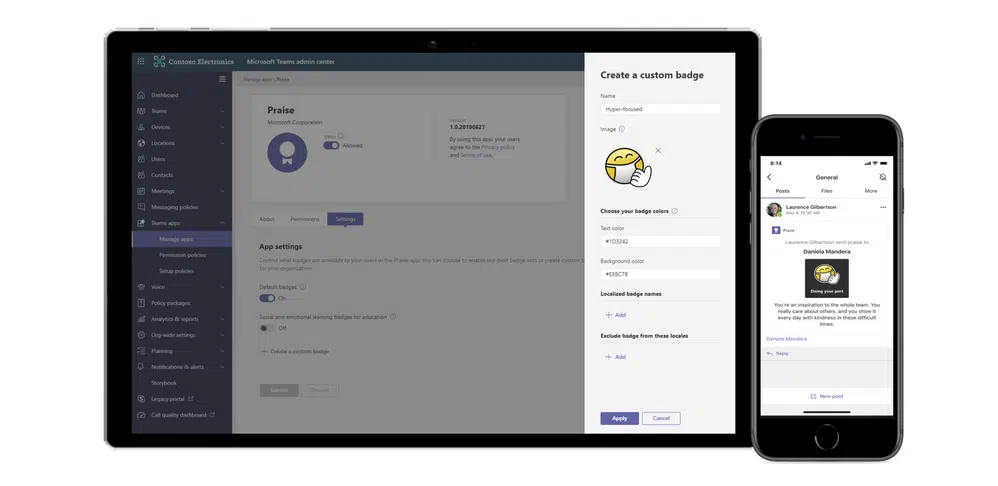 Contoso Electronics
Microsoft Teams admin center
Dashboard
Teams
Devices
Locations
Users
Contacts
Meetings
Messaging policies
Teams apps
Manage apps
Permission policies
Setup policies
Voice
Policy packages
Analytics & reports
Org-wide settings
Planning
Notifications & alerts
Storybook
Legacy portal
Call quality dashboard
Manage apps \ Praise
Praise
Microsoft Corporation
Status
Allowed
Version
1.0.20190627
By using this app, your users
agree to the Privacy policy
and Terms of use.
About
Permissions
Settings
App settings
Control what badges are available to your users in the Praise app. You can choose to enable pre-built badge sets or create custom b
for your organization.
Default badges
On
Social and emotional learning badges for education
Off
Create a custom badge
Submit
Discard
Create a custom badge
Name
Hyper-focused
Image
Choose your badge colors
Text color
#1D3242
Background color
#E8BC7B
Localized badge names
Add
Exclude badge from these locales
Add
Apply
Cancel
8:14
General
Posts
Files
More
Laurence Gilbertson
May 4, 10:30 AM
Praise
Laurence Gilbertson sent praise to
Daniela Mandera
Doing your part
You're an inspiration to the whole team. You
really care about others, and you show it
every day with kindness in these difficult
times.
Daniela Mandera
Reply
New post